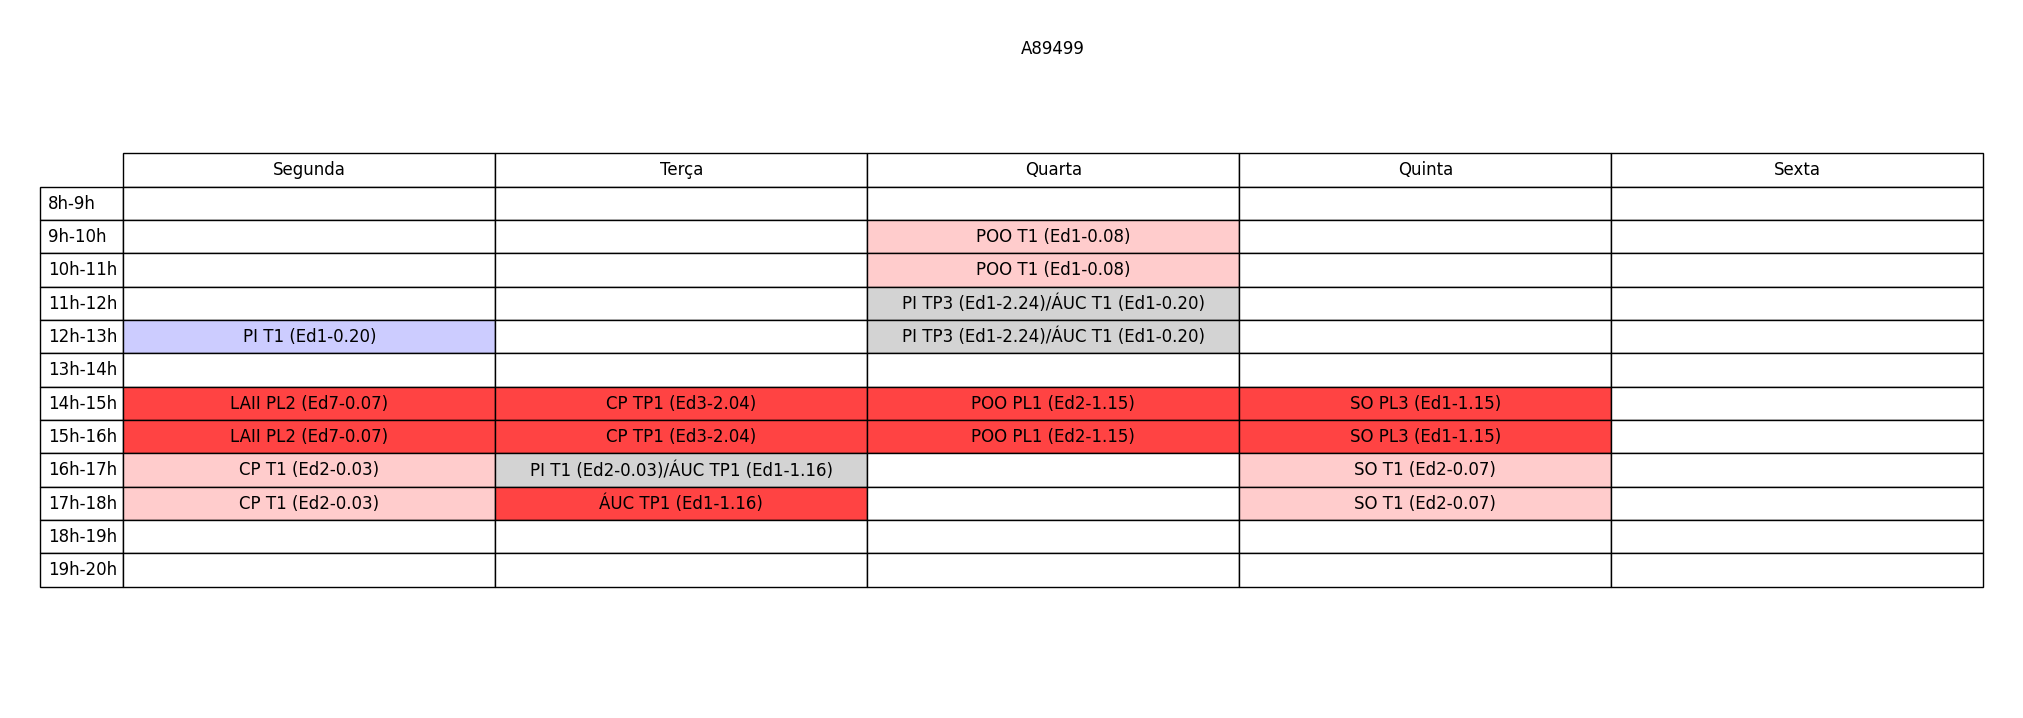 A89499
Segunda Terça Quarta Quinta Sexta
8h-9h
9h-10h POO T1 (Ed1-0.08)
10h-11h POO T1 (Ed1-0.08)
11h-12h PI TP3 (Ed1-2.24)/ÁUC T1 (Ed1-0.20)
12h-13h PI T1 (Ed1-0.20) PI TP3 (Ed1-2.24)/ÁUC T1 (Ed1-0.20)
13h-14h
14h-15h LAII PL2 (Ed7-0.07) CP TP1 (Ed3-2.04) POO PL1 (Ed2-1.15) SO PL3 (Ed1-1.15)
15h-16h LAII PL2 (Ed7-0.07) CP TP1 (Ed3-2.04) POO PL1 (Ed2-1.15) SO PL3 (Ed1-1.15)
16h-17h CP T1 (Ed2-0.03) PI T1 (Ed2-0.03)/ÁUC TP1 (Ed1-1.16) SO T1 (Ed2-0.07)
17h-18h CP T1 (Ed2-0.03) ÁUC TP1 (Ed1-1.16) SO T1 (Ed2-0.07)
18h-19h
19h-20h